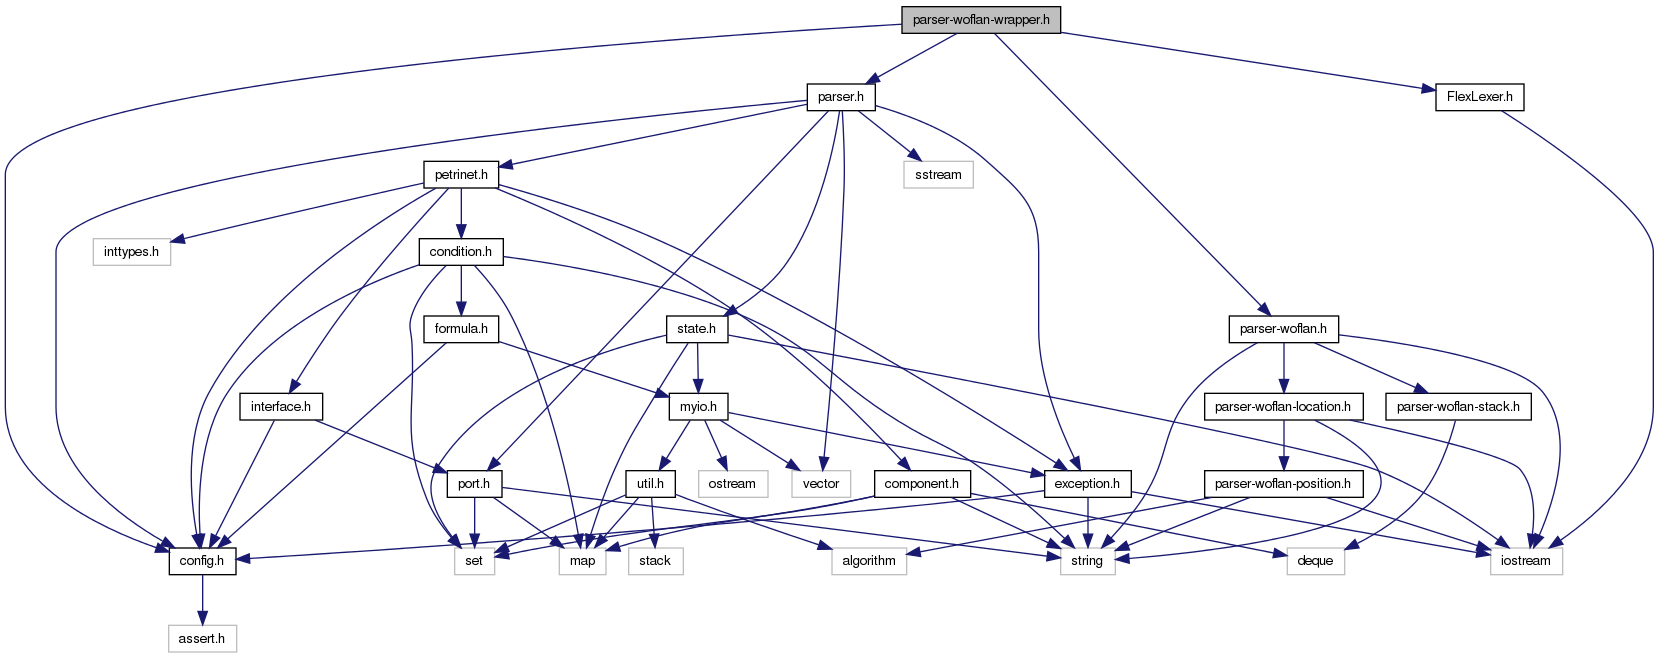 parser-woflan-wrapper.h
parser.h
FlexLexer.h
petrinet.h
sstream
inttypes.h
condition.h
formula.h
state.h
parser-woflan.h
interface.h
myio.h
parser-woflan-location.h
parser-woflan-stack.h
port.h
util.h
ostream
vector
component.h
exception.h
parser-woflan-position.h
config.h
set
map
stack
algorithm
string
deque
iostream
assert.h